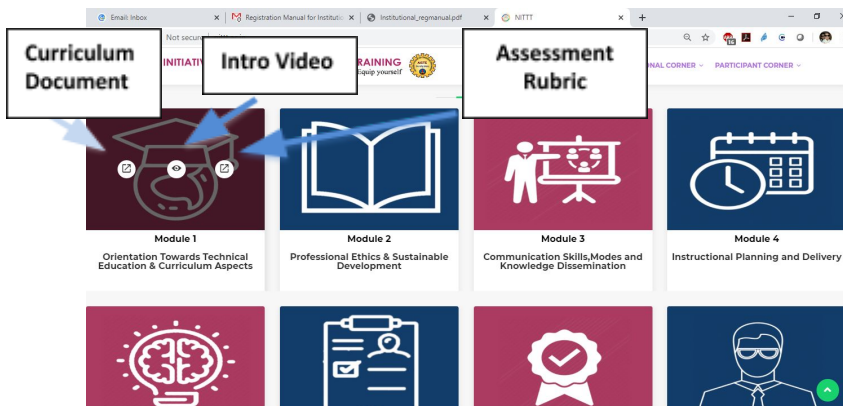 Email: Inbox
Registration Manual for Institutio
Institutional_regmanual.pdf
NITTT
Not secure
Curriculum
Document
Intro Video
Assessment
Rubric
INITIATIV
RAINING
Equip yourself
NAL CORNER
PARTICIPANT CORNER
Module 1
Orientation Towards Technical
Education & Curriculum Aspects
Module 2
Professional Ethics & Sustainable
Development
Module 3
Communication Skills,Modes and
Knowledge Dissemination
Module 4
Instructional Planning and Delivery